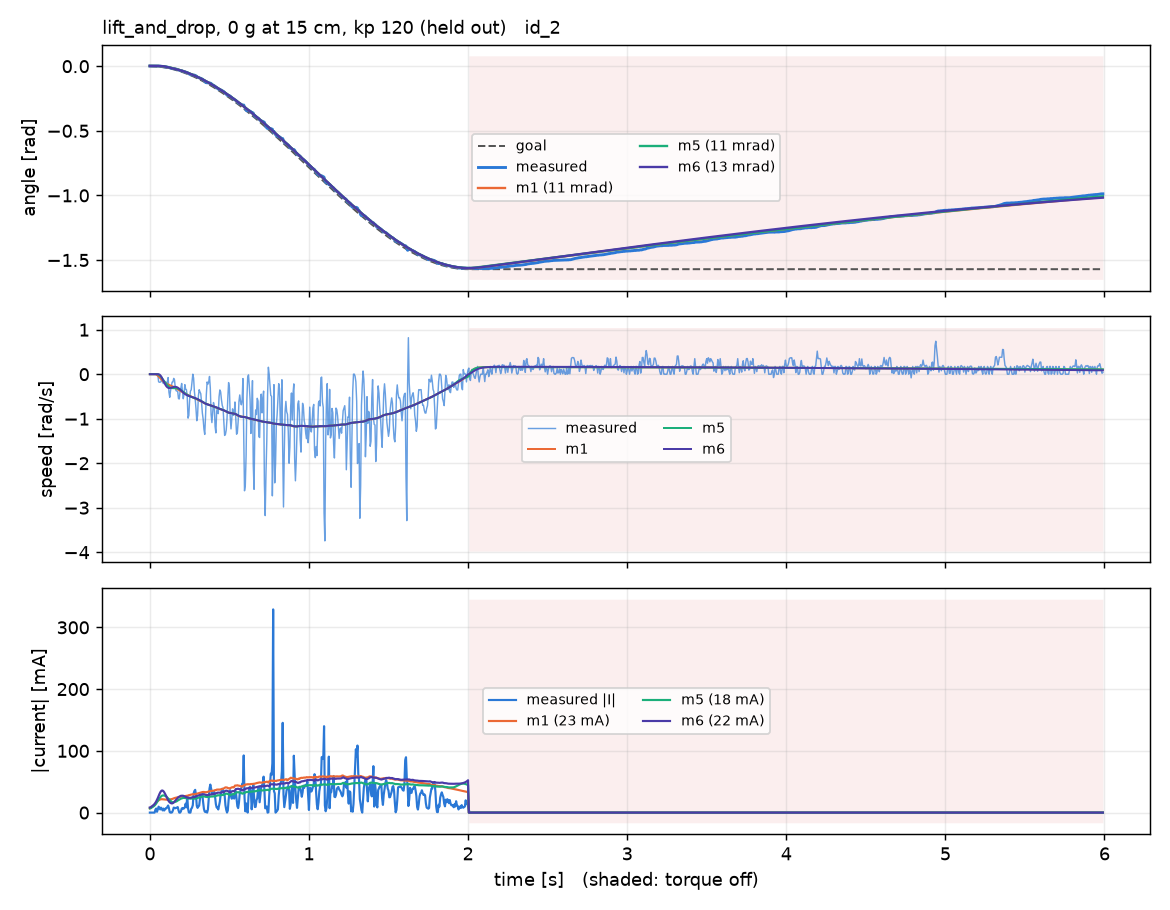 lift_and_drop, 0 g at 15 cm, kp 120 (held out)   id_2
0.0
−0.5
−1.0
−1.5
angle [rad]
goal
measured
m1 (11 mrad)
m5 (11 mrad)
m6 (13 mrad)
1
0
−1
−2
−3
−4
speed [rad/s]
measured
m1
m5
m6
300
200
100
0
|current| [mA]
measured |I|
m1 (23 mA)
m5 (18 mA)
m6 (22 mA)
0 1 2 3 4 5 6
time [s]   (shaded: torque off)